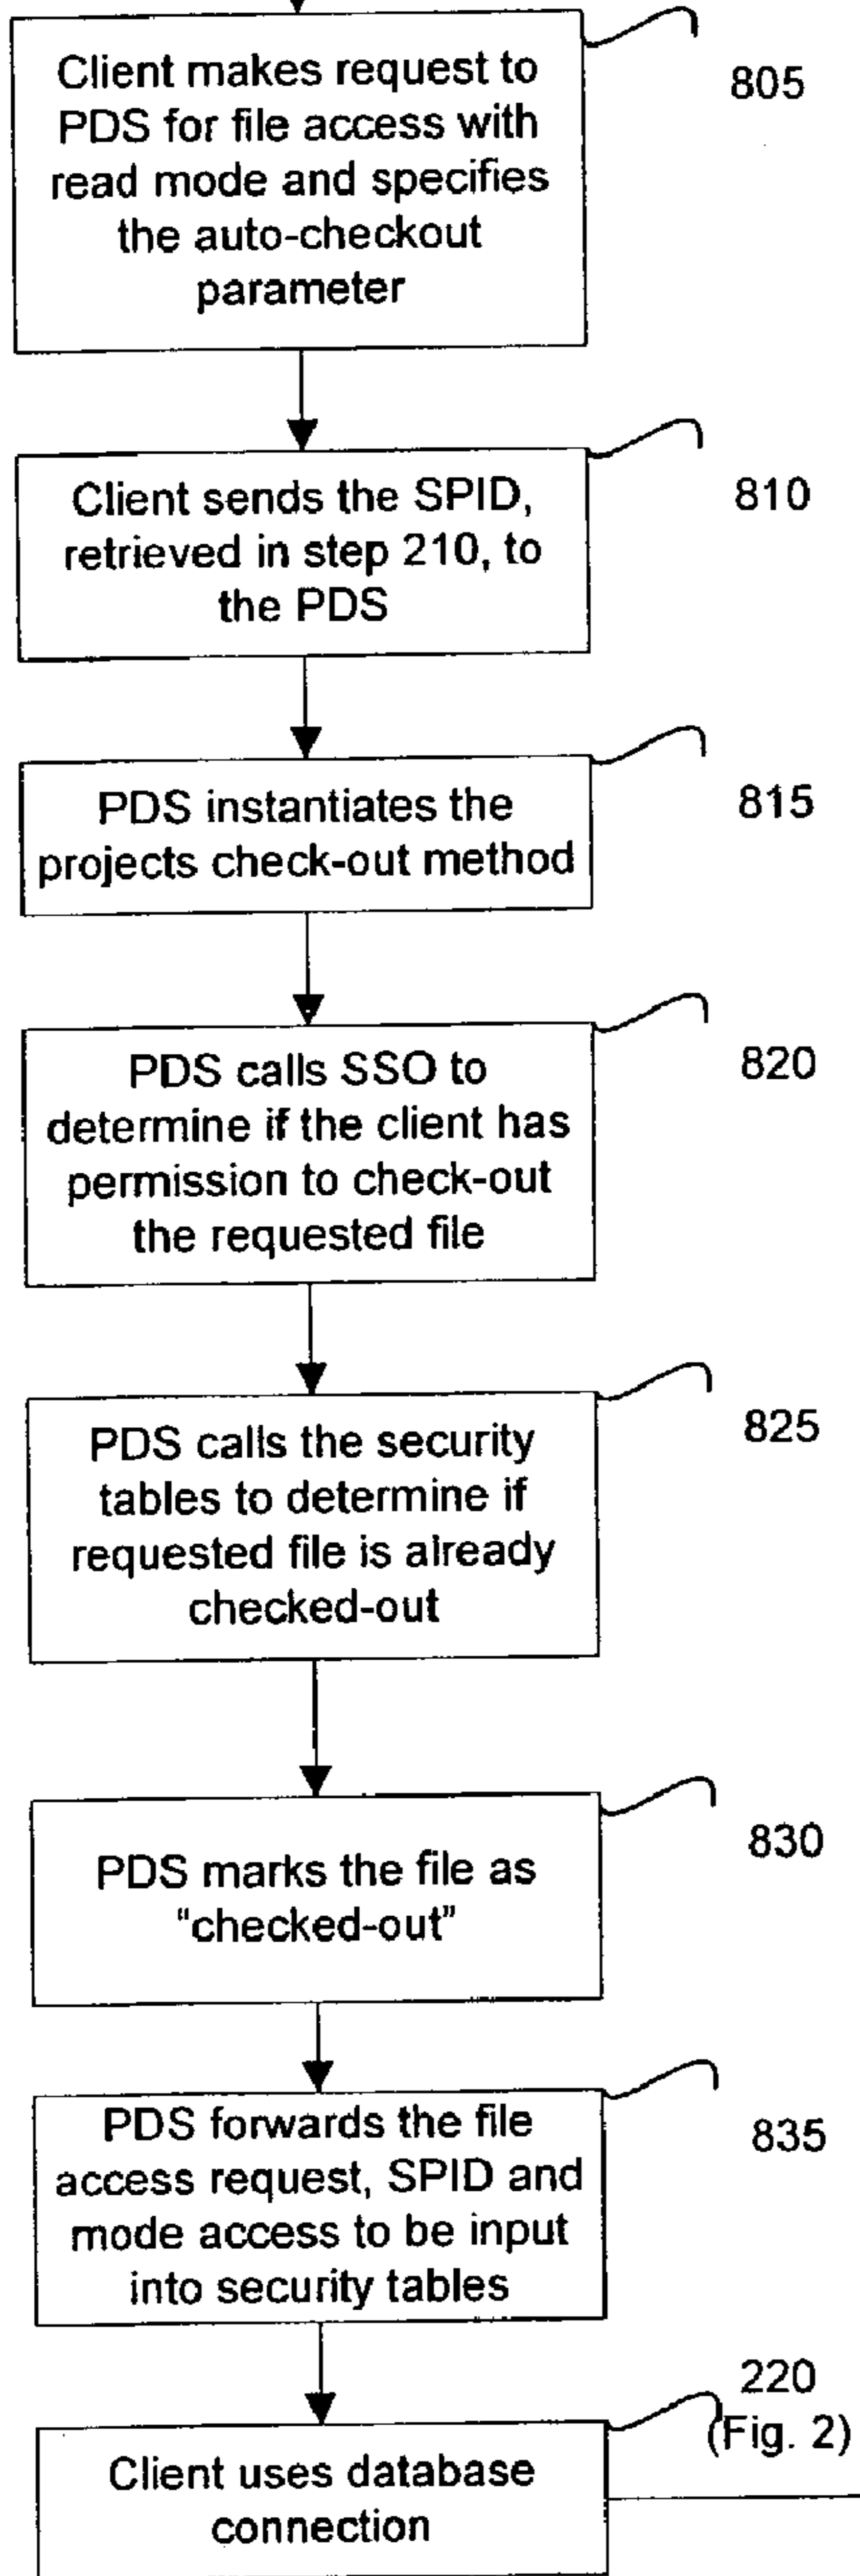 Client makes request to
PDS for file access with
read mode and specifies
the auto-checkout
parameter
805
Client sends the SPID,
retrieved in step 210, to
the PDS
810
PDS instantiates the
projects check-out method
815
PDS calls SSO to
determine if the client has
permission to check-out
the requested file
820
PDS calls the security
tables to determine if
requested file is already
checked-out
825
PDS marks the file as
“checked-out”
830
PDS forwards the file
access request, SPID and
mode access to be input
into security tables
835
220
(Fig. 2)
Client uses database
connection